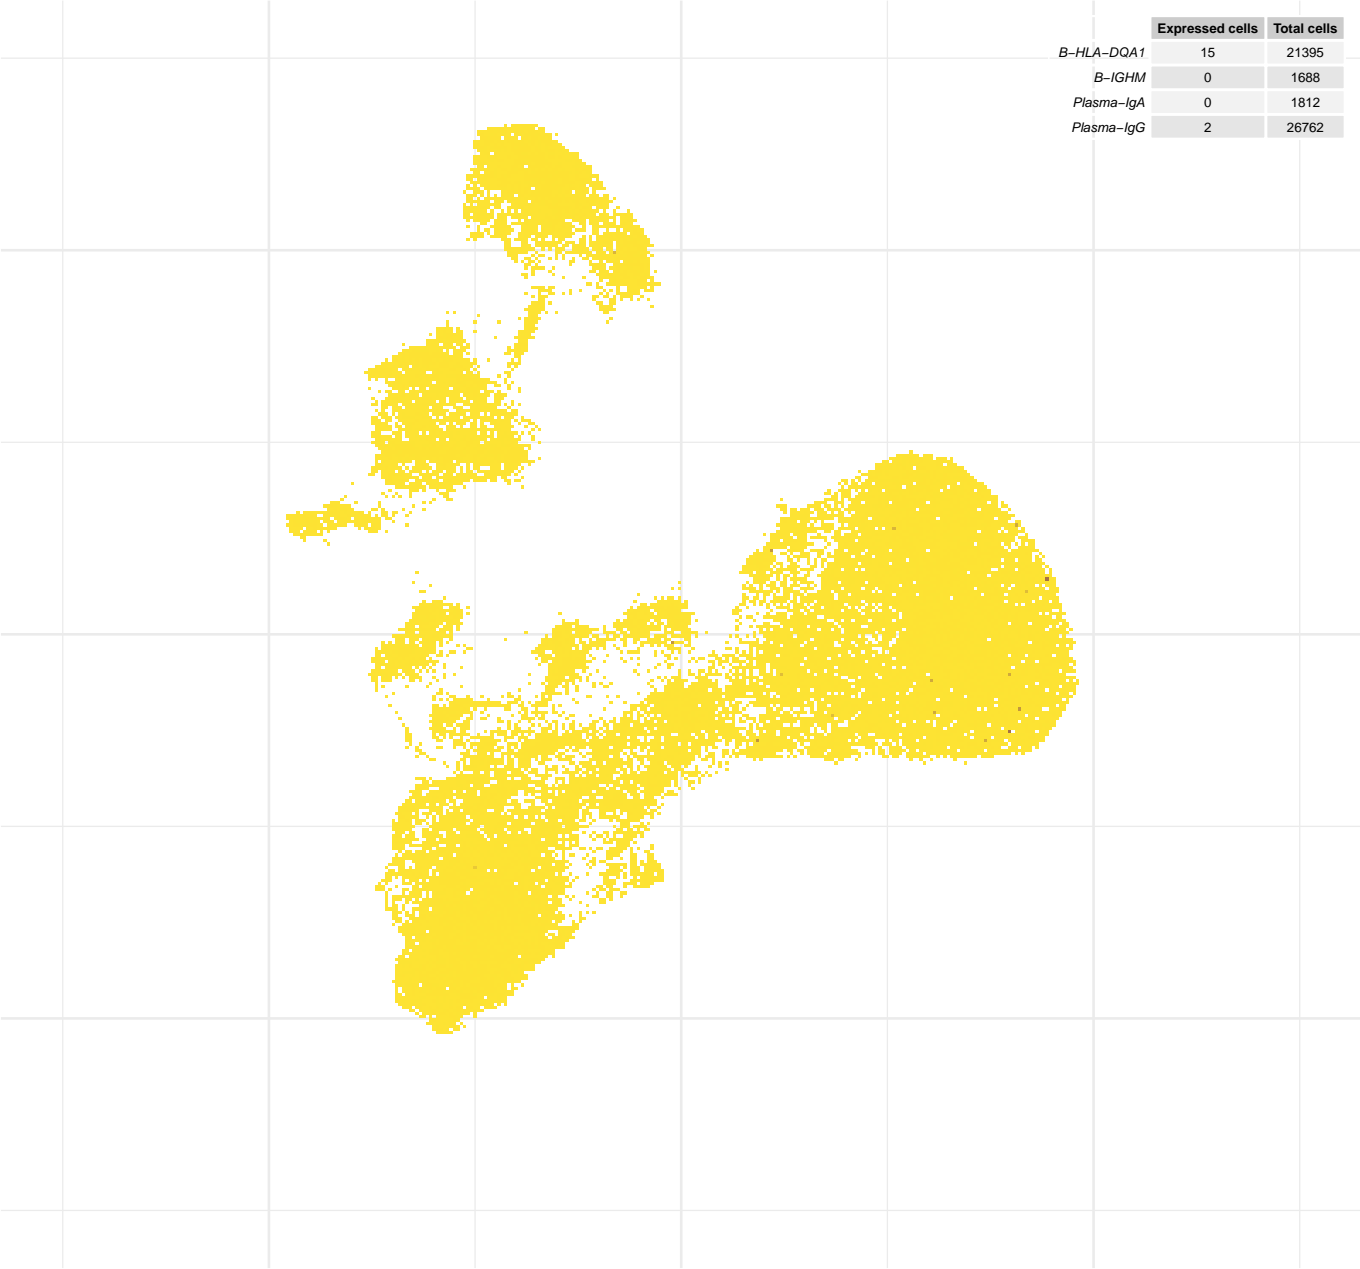 Expressed cells Total cells
B−HLA−DQA1 15 21395
B−IGHM 0 1688
Plasma−IgA 0 1812
Plasma−IgG 2 26762